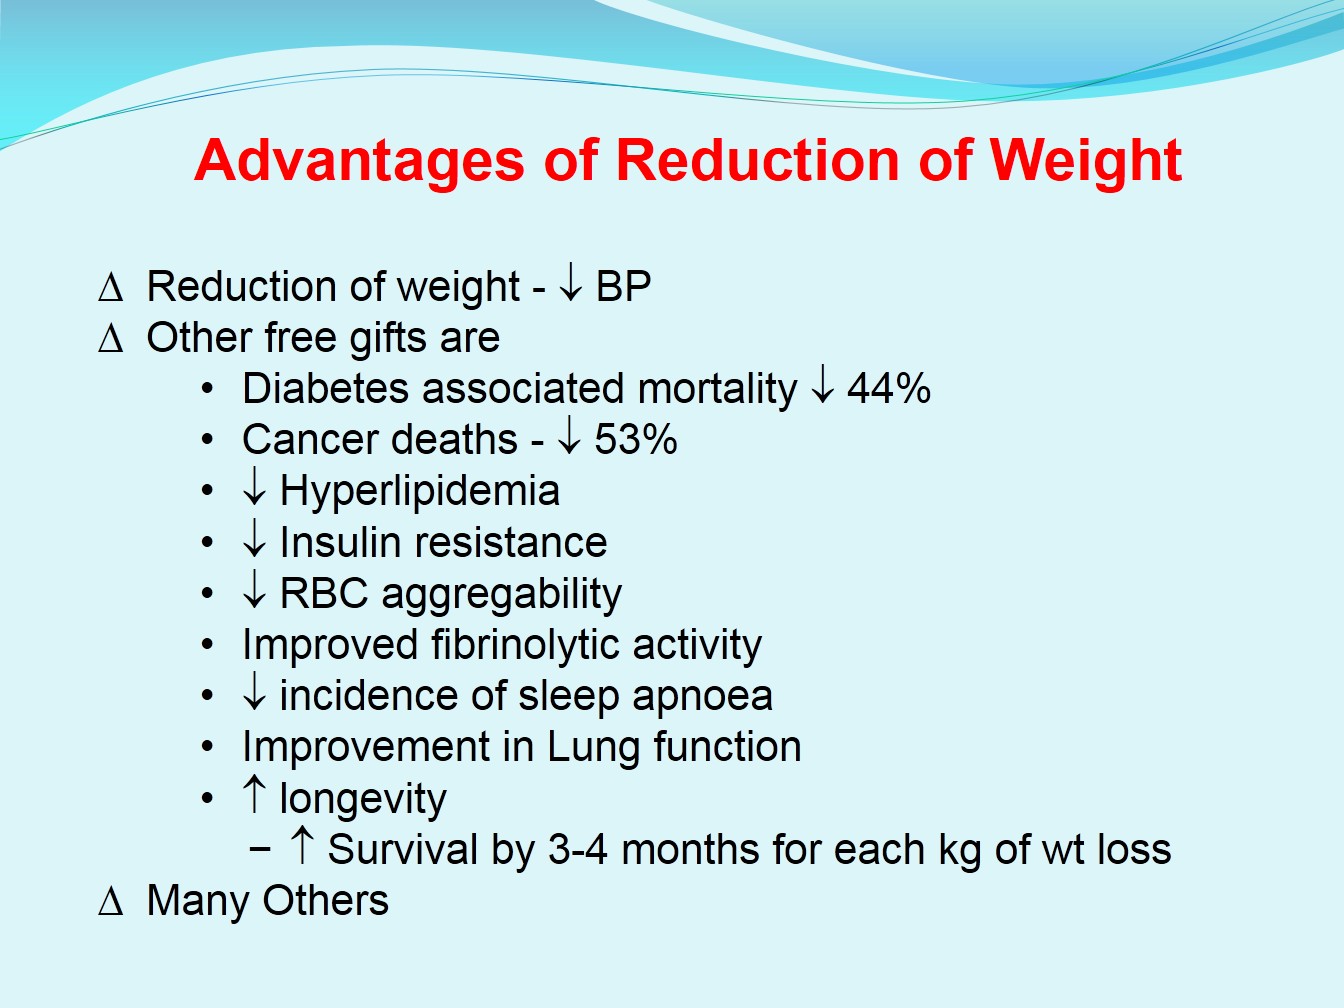 Advantages of Reduction of Weight
∆ Reduction of weight - ↓ BP
∆ Other free gifts are
• Diabetes associated mortality ↓ 44%
• Cancer deaths - ↓ 53%
• ↓ Hyperlipidemia
• ↓ Insulin resistance
• ↓ RBC aggregability
• Improved fibrinolytic activity
• ↓ incidence of sleep apnoea
• Improvement in Lung function
• ↑ longevity
− ↑ Survival by 3-4 months for each kg of wt loss
∆ Many Others